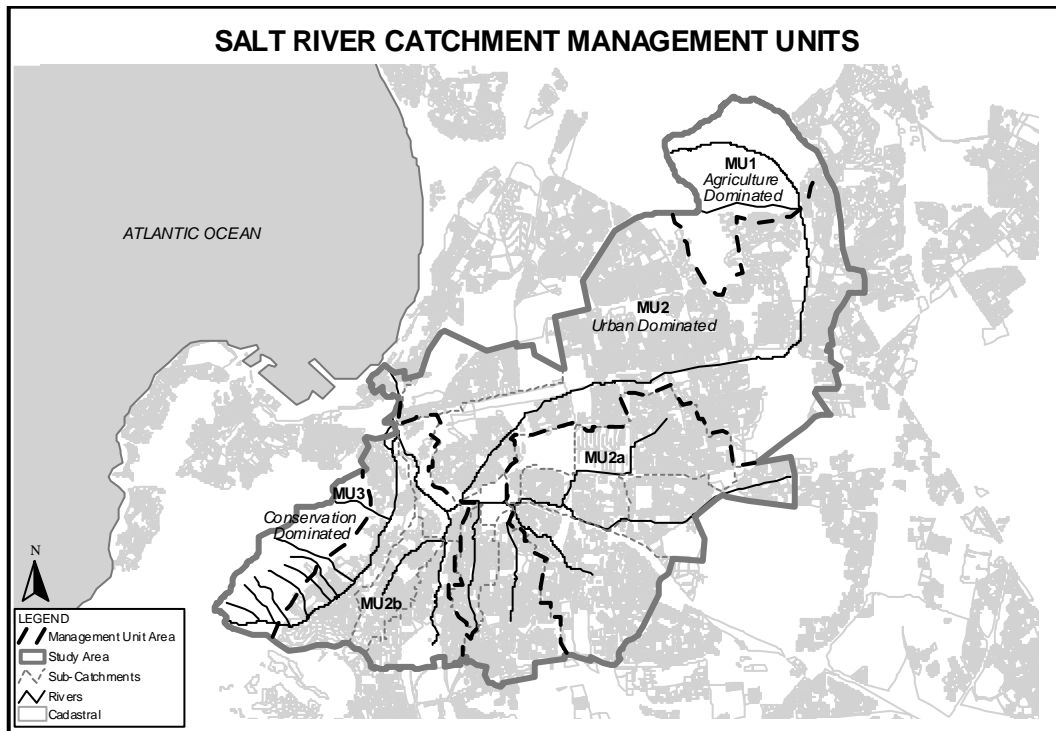 SALT RIVER CATCHMENT MANAGEMENT UNITS
MU1
Agriculture
Dominated
ATLANTIC OCEAN
MU2
Urban Dominated
MU2a
MU3
Conservation
Dominated
MU2b
N
LEGEND
Management Unit Area
Study Area
Sub-Catchments
Rivers
Cadastral